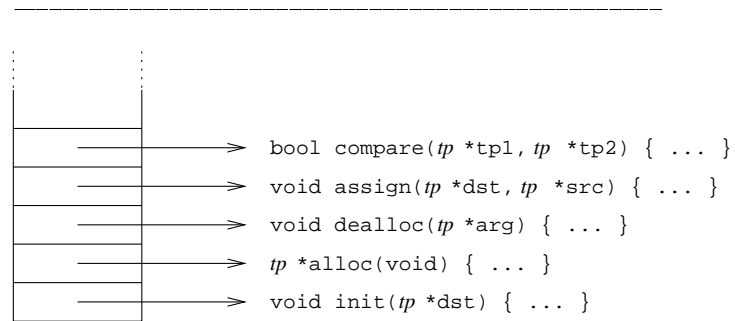 bool compare(tp *tp1, tp *tp2) { ... }
void assign(tp *dst, tp *src) { ... }
void dealloc(tp *arg) { ... }
tp *alloc(void) { ... }
void init(tp *dst) { ... }